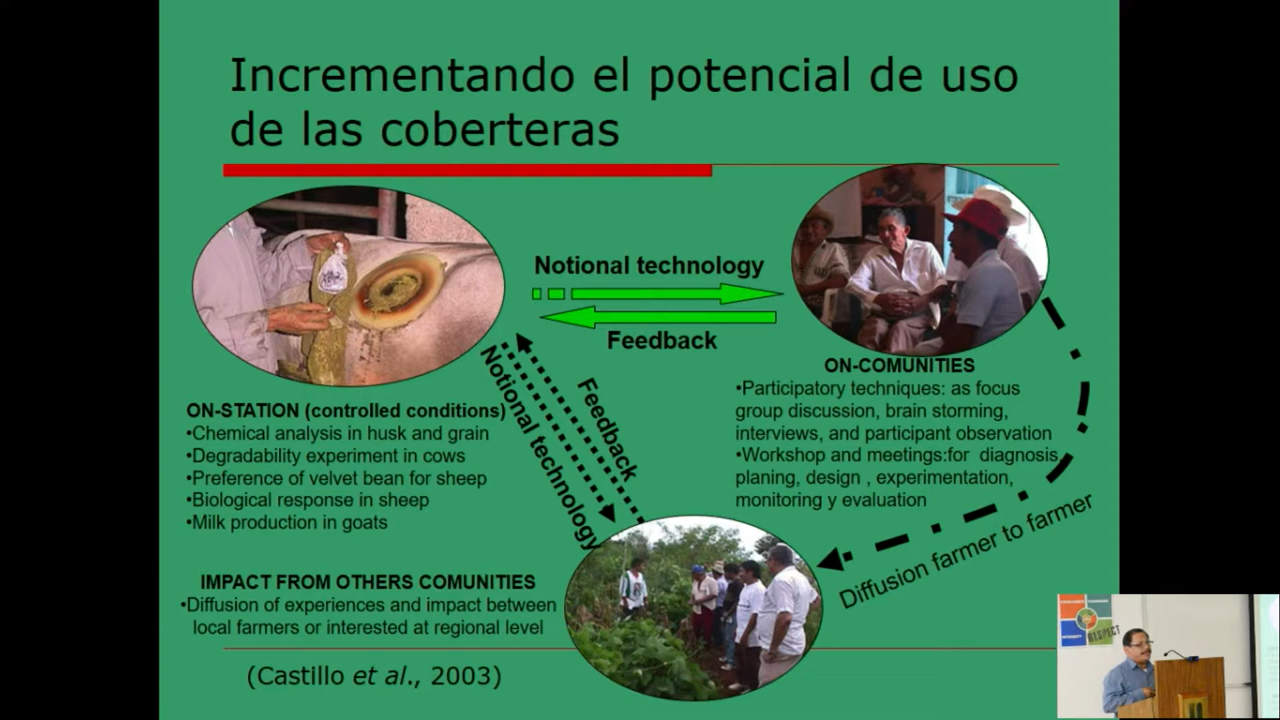 Incrementando el potencial de uso
de las coberteras
Notional technology
Feedback
ON-STATION (controlled conditions)
•Chemical analysis in husk and grain
•Degradability experiment in cows
•Preference of velvet bean for sheep
•Biological response in sheep
•Milk production in goats
Notional technology
Feedback
ON-COMUNITIES
•Participatory techniques: as focus
group discussion, brain storming,
interviews, and participant observation
•Workshop and meetings:for diagnosis,
planing, design , experimentation,
monitoring y evaluation
Diffusion farmer to farmer
IMPACT FROM OTHERS COMUNITIES
•Diffusion of experiences and impact between
local farmers or interested at regional level
(Castillo et al., 2003)
RESPECT